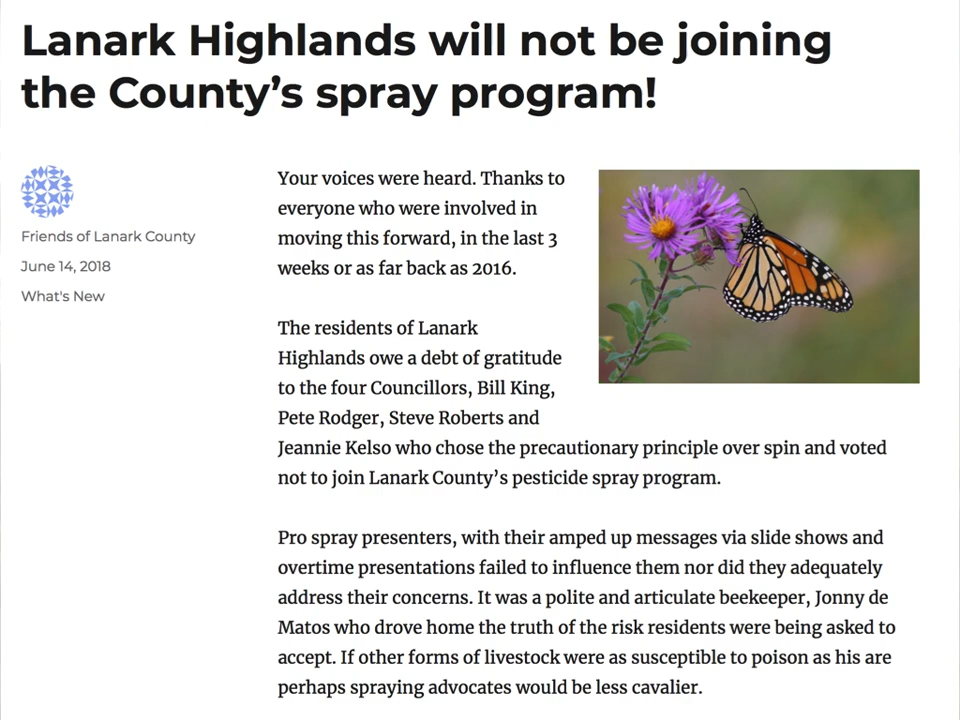 Lanark Highlands will not be joining
the County’s spray program!
Friends of Lanark County
June 14, 2018
What's New
Your voices were heard. Thanks to
everyone who were involved in
moving this forward, in the last 3
weeks or as far back as 2016.
The residents of Lanark
Highlands owe a debt of gratitude
to the four Councillors, Bill King,
Pete Rodger, Steve Roberts and
Jeannie Kelso who chose the precautionary principle over spin and voted
not to join Lanark County’s pesticide spray program.
Pro spray presenters, with their amped up messages via slide shows and
overtime presentations failed to influence them nor did they adequately
address their concerns. It was a polite and articulate beekeeper, Jonny de
Matos who drove home the truth of the risk residents were being asked to
accept. If other forms of livestock were as susceptible to poison as his are
perhaps spraying advocates would be less cavalier.